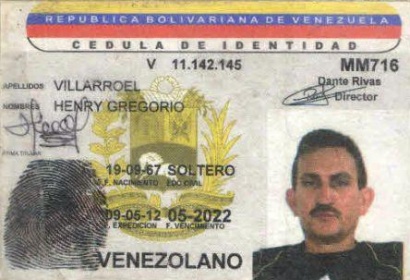 REPUBLICA BOLIVARIANA DE VENEZUELA
CEDULA DE IDENTIDAD
V 11.142.145 MM716
Dante Rivas
Director
APELLIDOS VILLARROEL
NOMBRES HENRY GREGORIO
FIRMA TITULAR
19-09-67 SOLTERO
F. NACIMIENTO EDO CIVIL
09-05-12 05-2022
EXPEDICION F. VENCIMIENTO
VENEZOLANO